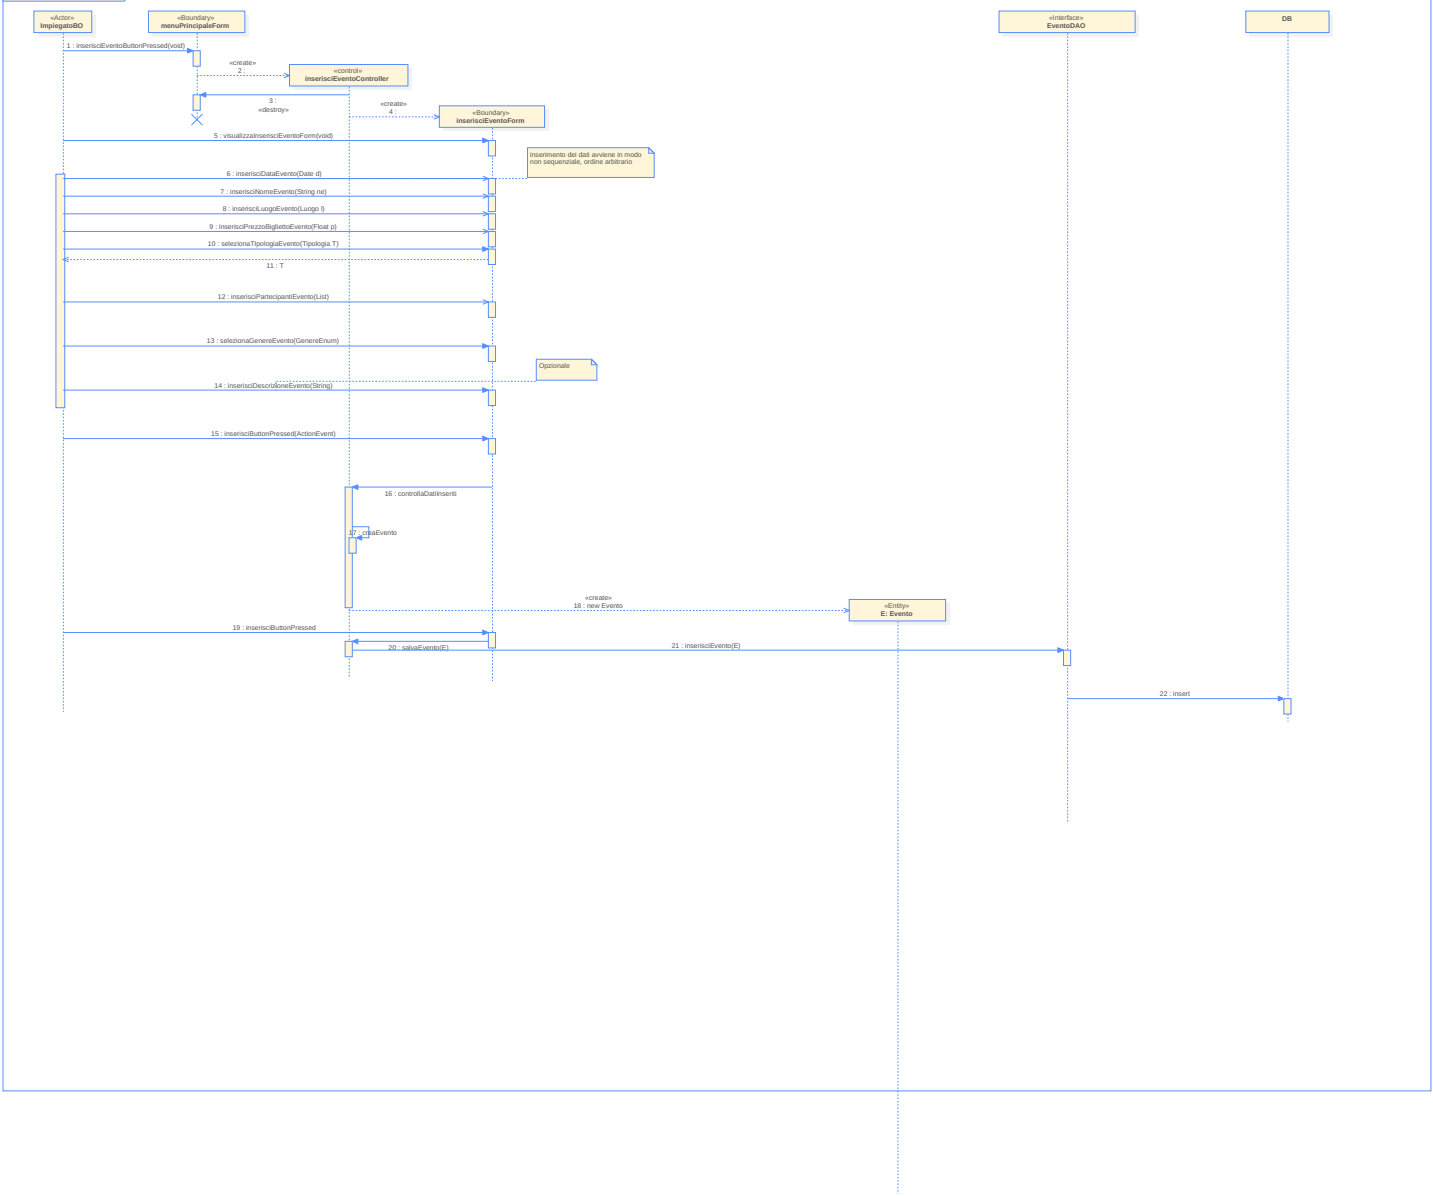 «Actor»
ImpiegatoBO
«Boundary»
menuPrincipaleForm
«Interface»
EventoDAO
DB
1 : inserisciEventoButtonPressed(void)
«create»
2 :
«control»
inserisciEventoController
3 :
«destroy»
«create»
4 :
«Boundary»
inserisciEventoForm
5 : visualizzaInserisciEventoForm(void)
inserimento dei dati avviene in modo
non sequenziale, ordine arbitrario
6 : inserisciDataEvento(Date d)
7 : inserisciNomeEvento(String ne)
8 : inserisciLuogoEvento(Luogo l)
9 : inserisciPrezzoBigliettoEvento(Float p)
10 : selezionaTIpologiaEvento(Tipologia T)
11 : T
12 : inserisciPartecipantiEvento(List)
13 : selezionaGenereEvento(GenereEnum)
Opzionale
14 : inserisciDescrizioneEvento(String)
15 : inserisciButtonPressed(ActionEvent)
16 : controllaDatiInseriti
17 : creaEvento
«create»
18 : new Evento
«Entity»
E: Evento
19 : inserisciButtonPressed
20 : salvaEvento(E)
21 : inserisciEvento(E)
22 : insert